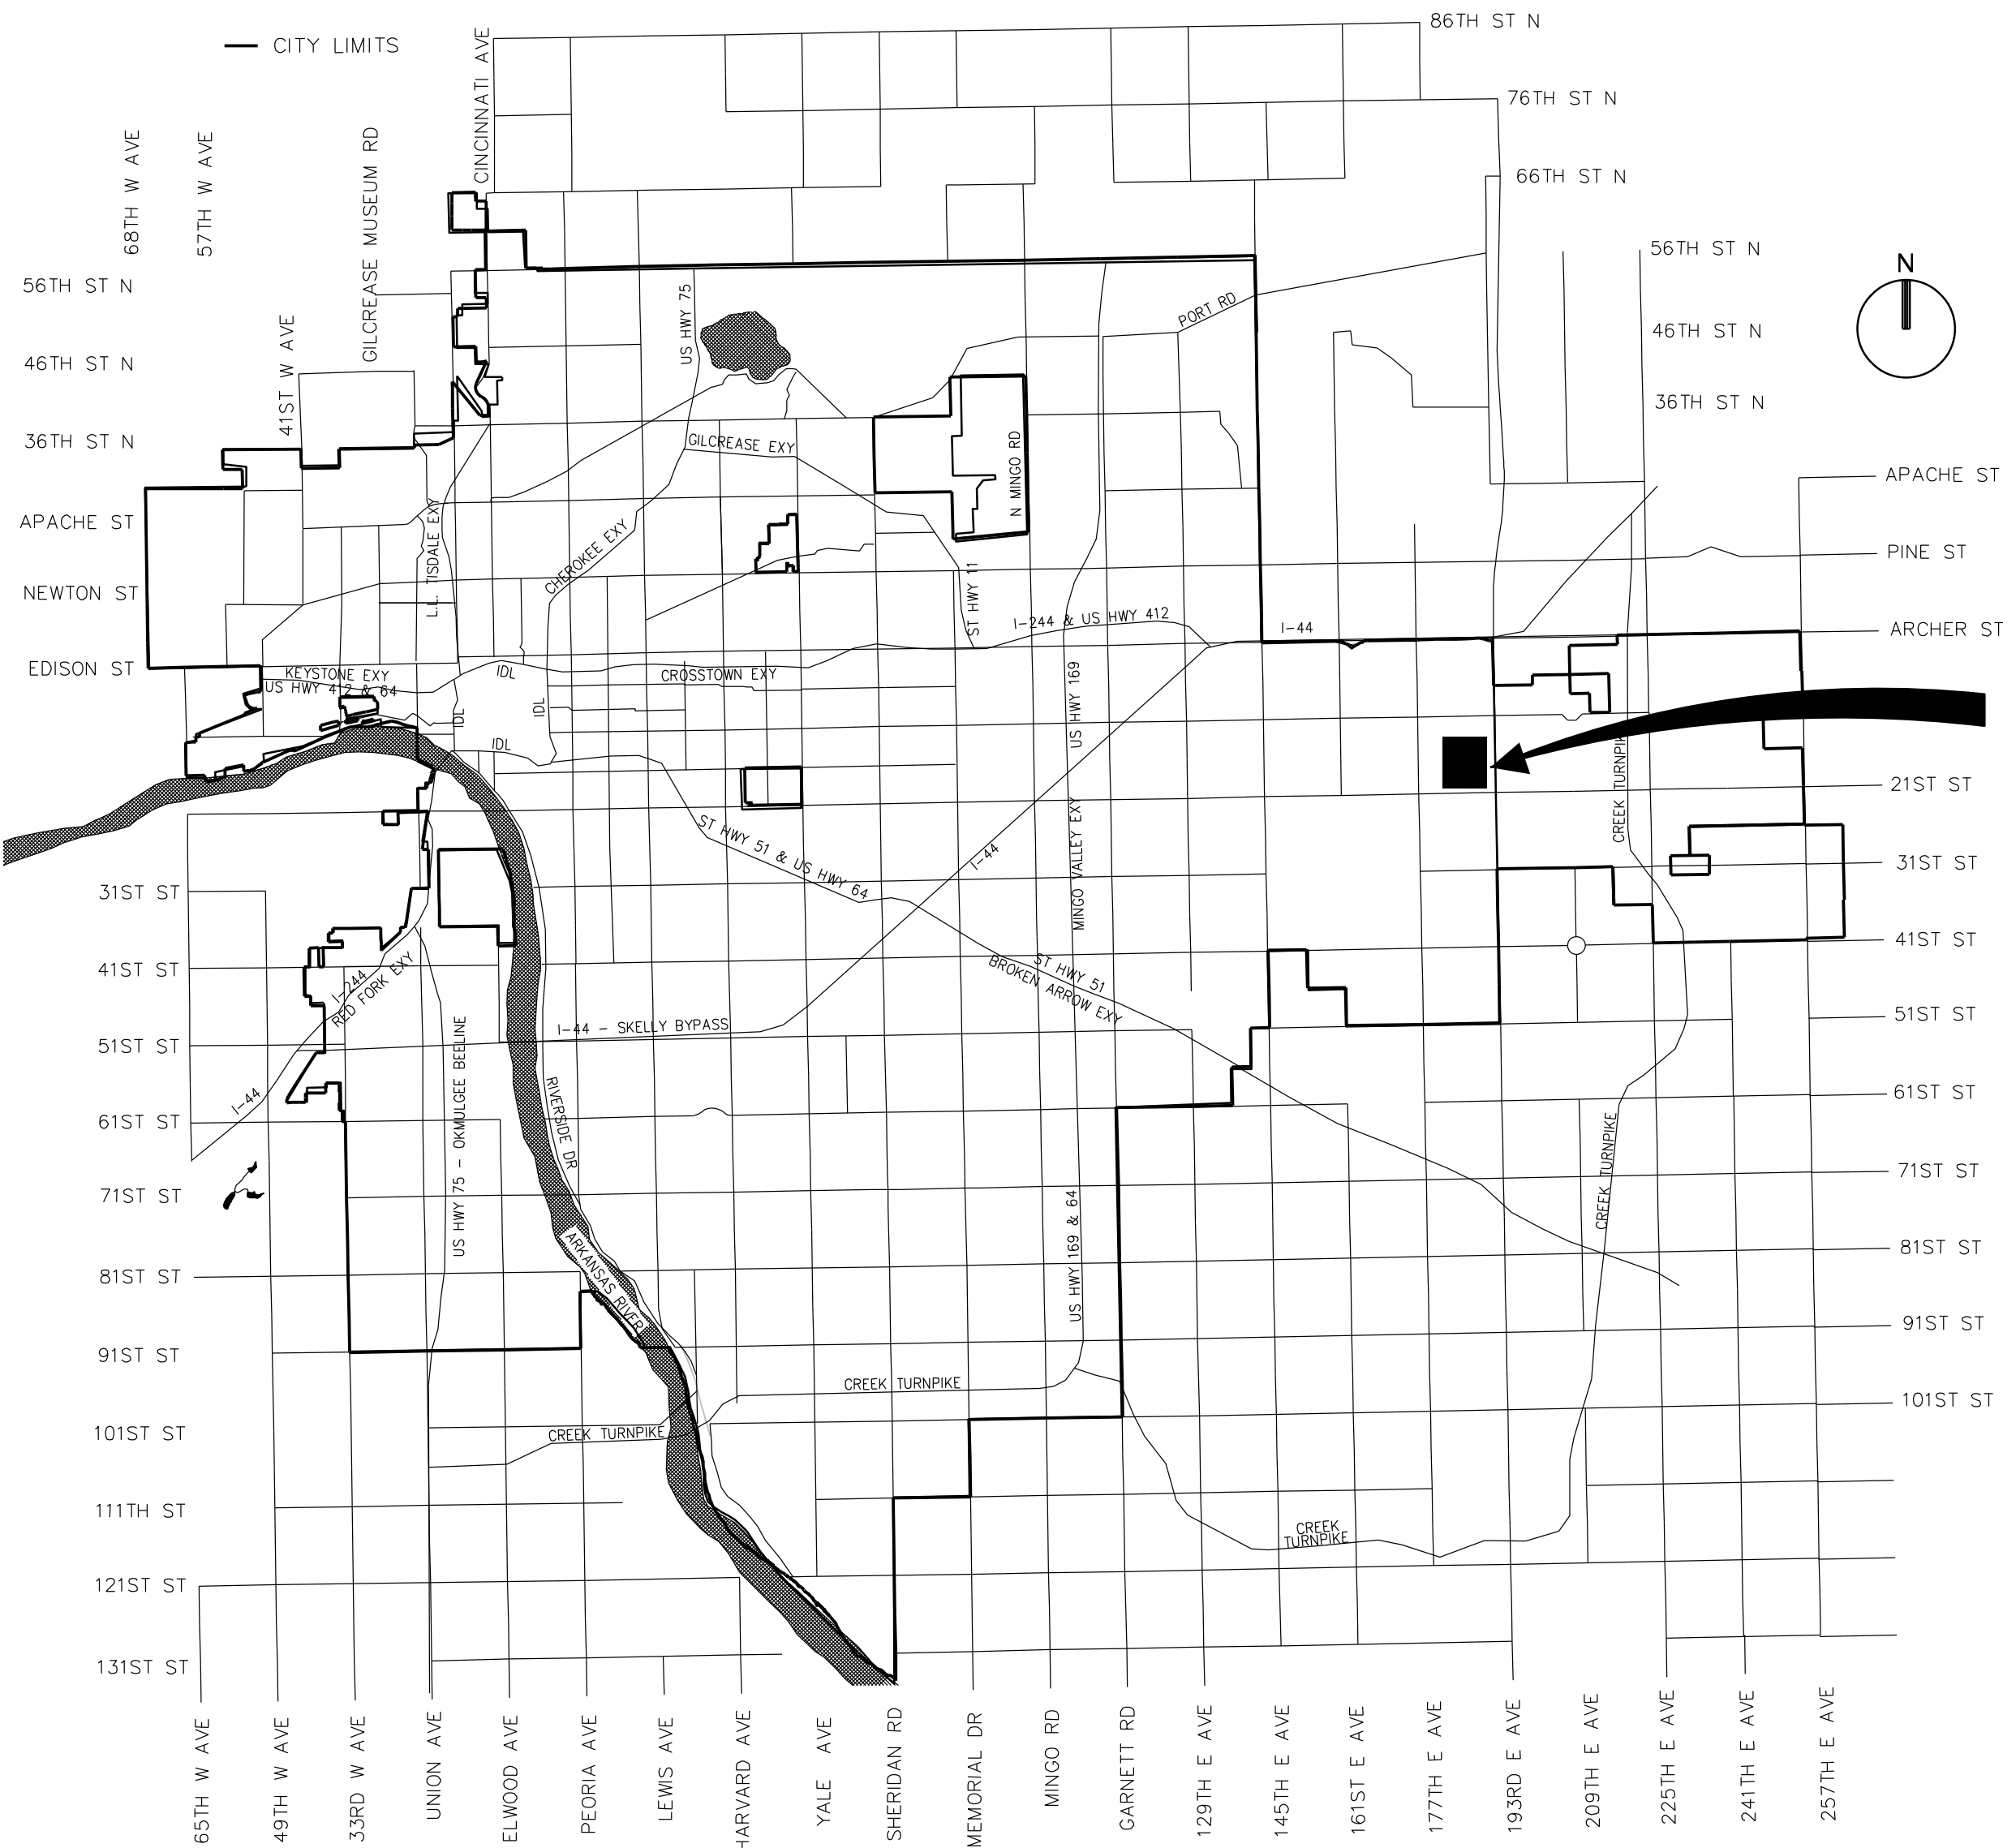 CITY LIMITS
86TH ST N
76TH ST N
66TH ST N
56TH ST N
46TH ST N
36TH ST N
APACHE ST
PINE ST
ARCHER ST
21ST ST
31ST ST
41ST ST
51ST ST
61ST ST
71ST ST
81ST ST
91ST ST
101ST ST
N
68TH W AVE
57TH W AVE
41ST W AVE
GILCREASE MUSEUM RD
CINCINNATI AVE
56TH ST N
46TH ST N
36TH ST N
APACHE ST
NEWTON ST
EDISON ST
31ST ST
41ST ST
51ST ST
61ST ST
71ST ST
81ST ST
91ST ST
101ST ST
111TH ST
121ST ST
131ST ST
US HWY 75
PORT RD
GILCREASE EXY
N MINGO RD
L.L. TISDALE EXY
CHEROKEE EXY
ST HWY 11
I-244 & US HWY 412
I-44
KEYSTONE EXY
US HWY 412 & 64
IDL
CROSSTOWN EXY
IDL
IDL
IDL
US HWY 169
CREEK TURNPIKE
ST HWY 51 & US HWY 64
I-44
MINGO VALLEY EXY
I-244
RED FORK EXY
ST HWY 51
BROKEN ARROW EXY
I-44 - SKELLY BYPASS
I-44
US HWY 75 - OKMULGEE BEELINE
RIVERSIDE DR
ARKANSAS RIVER
US HWY 169 & 64
CREEK TURNPIKE
CREEK TURNPIKE
CREEK TURNPIKE
CREEK
TURNPIKE
65TH W AVE
49TH W AVE
33RD W AVE
UNION AVE
ELWOOD AVE
PEORIA AVE
LEWIS AVE
HARVARD AVE
YALE AVE
SHERIDAN RD
MEMORIAL DR
MINGO RD
GARNETT RD
129TH E AVE
145TH E AVE
161ST E AVE
177TH E AVE
193RD E AVE
209TH E AVE
225TH E AVE
241TH E AVE
257TH E AVE